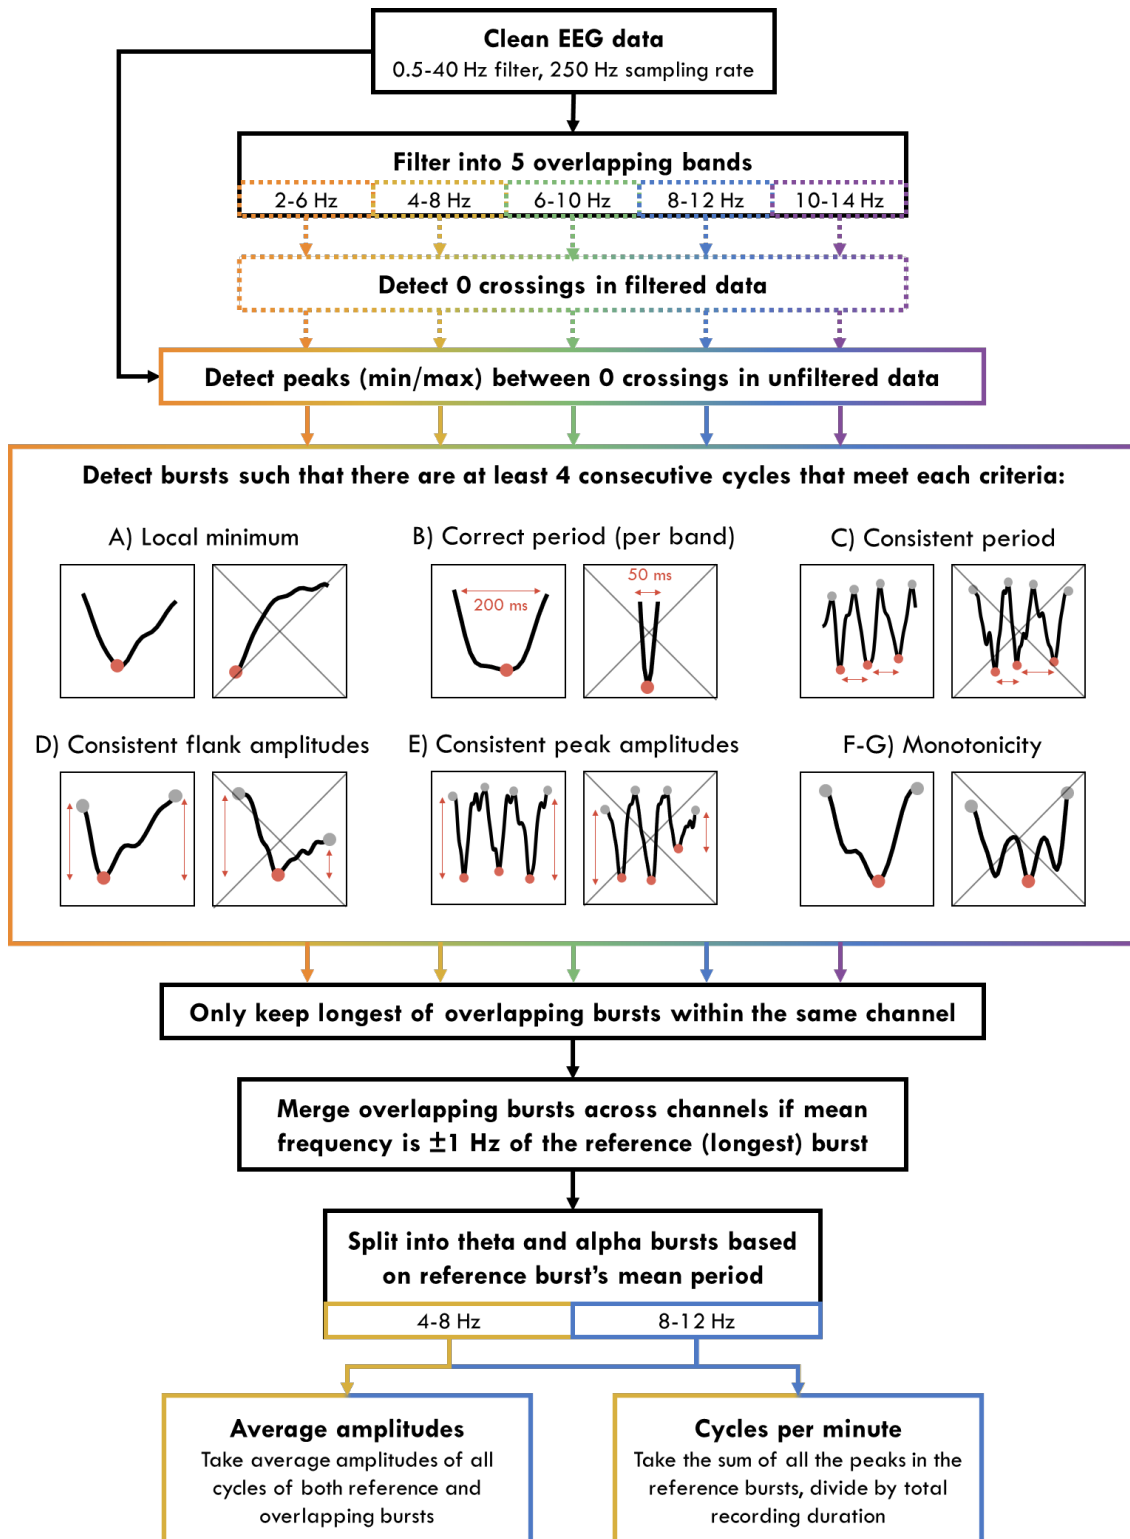 Clean EEG data
0.5-40 Hz filter, 250 Hz sampling rate
Filter into 5 overlapping bands
2-6 Hz 4-8 Hz 6-10 Hz 8-12 Hz 10-14 Hz
Detect 0 crossings in filtered data
Detect peaks (min/max) between 0 crossings in unfiltered data
Detect bursts such that there are at least 4 consecutive cycles that meet each criteria:
A) Local minimum
B) Correct period (per band)
200 ms
50 ms
C) Consistent period
D) Consistent flank amplitudes
E) Consistent peak amplitudes
F-G) Monotonicity
Only keep longest of overlapping bursts within the same channel
Merge overlapping bursts across channels if mean
frequency is ±1 Hz of the reference (longest) burst
Split into theta and alpha bursts based
on reference burst's mean period
4-8 Hz 8-12 Hz
Average amplitudes
Take average amplitudes of all
cycles of both reference and
overlapping bursts
Cycles per minute
Take the sum of all the peaks in the
reference bursts, divide by total
recording duration